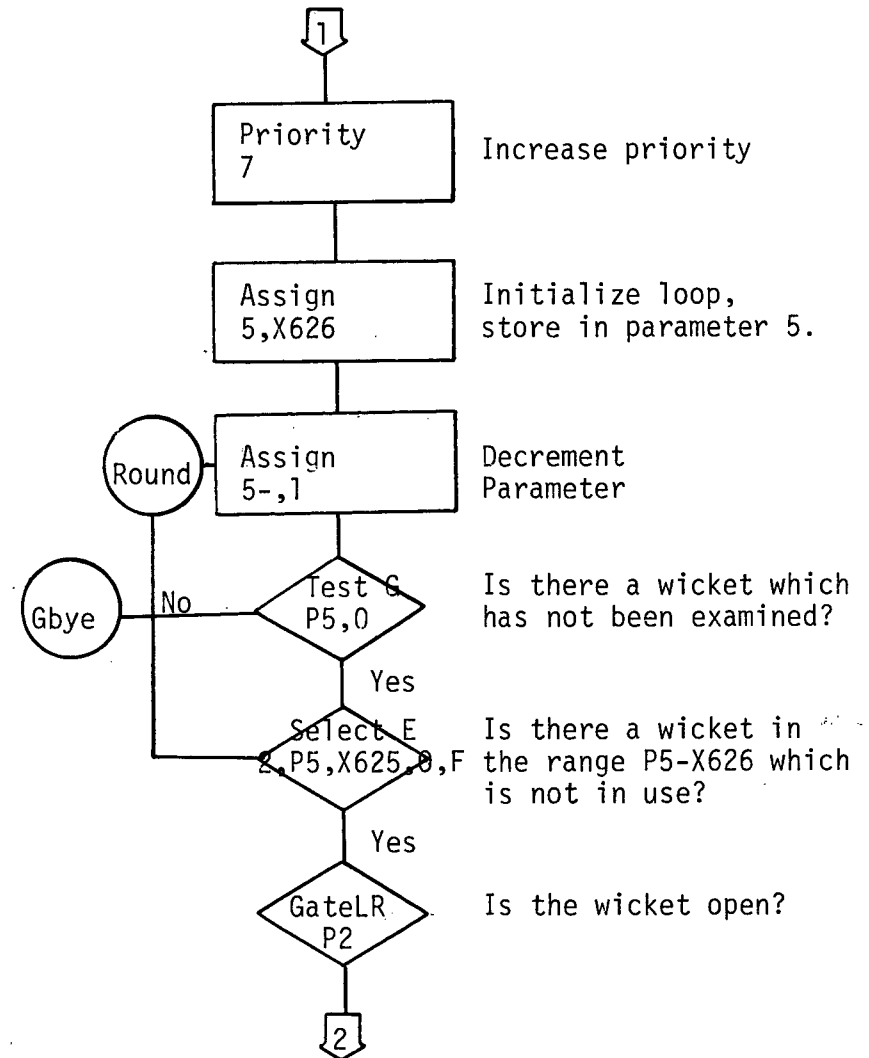 1
Priority
7
Increase priority
Assign
5,X626
Initialize loop,
store in parameter 5.
Round
Assign
5-,1
Decrement
Parameter
Gbye
No
Test G
P5,0
Is there a wicket which
has not been examined?
Yes
Select E
2,P5,X625,0,F
Is there a wicket in
the range P5-X626 which
is not in use?
Yes
GateLR
P2
Is the wicket open?
2